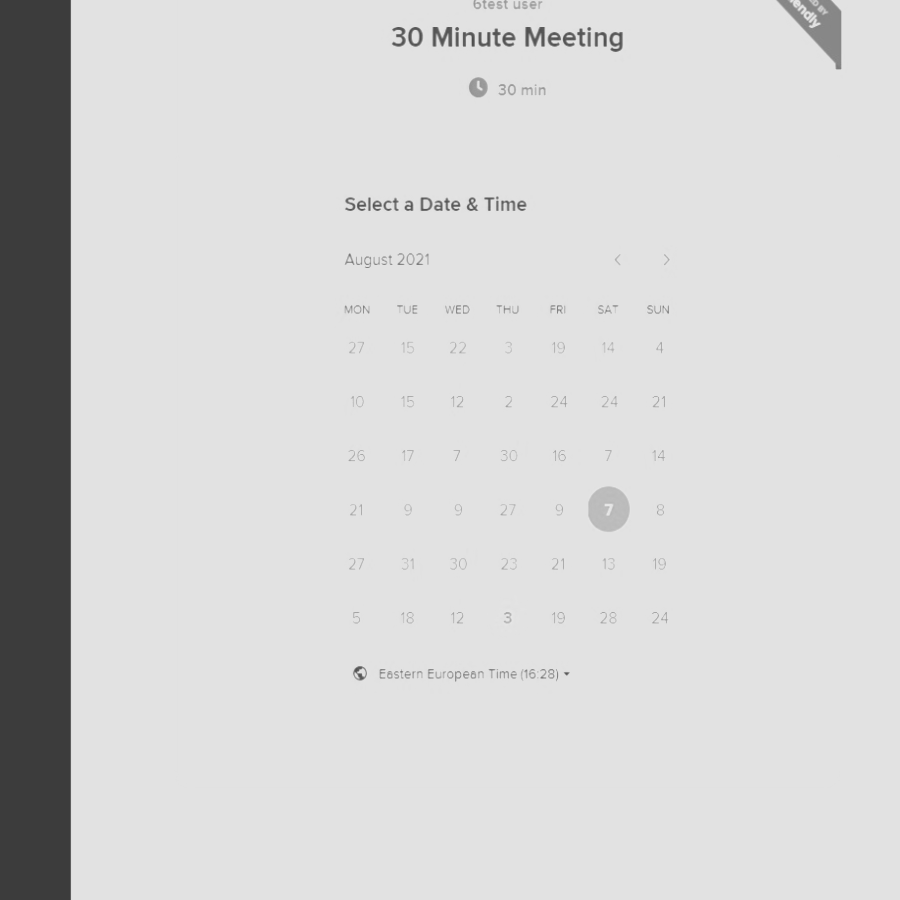 6test user
30 Minute Meeting
30 min
Select a Date & Time
August 2021
MON TUE WED THU FRI SAT SUN
27 15 22 3 19 14 4
10 15 12 2 24 24 21
26 17 7 30 16 7 14
21 9 9 27 9 7 8
27 31 30 23 21 13 19
5 18 12 3 19 28 24
Eastern European Time (16:28)